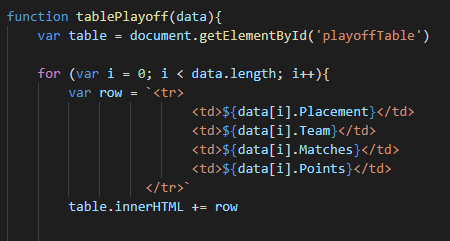 function tablePlayoff(data){
var table = document.getElementById('playoffTable')
for (var i = 0; i < data.length; i++){
var row = `<tr>
<td>${data[i].Placement}</td>
<td>${data[i].Team}</td>
<td>${data[i].Matches}</td>
<td>${data[i].Points}</td>
</tr>`
table.innerHTML += row